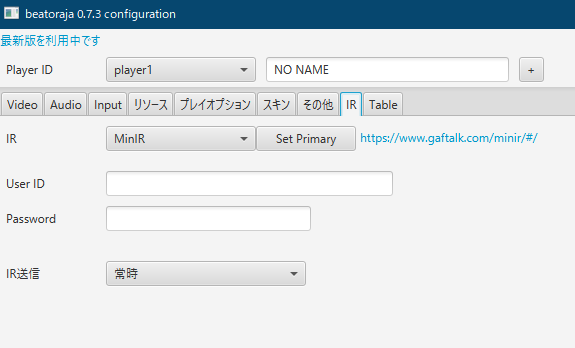 beatoraja 0.7.3 configuration
最新版を利用中です
Player ID player1 NO NAME +
Video Audio Input リソース プレイオプション スキン その他 IR Table
IR MinIR Set Primary https://www.gaftalk.com/minir/#/
User ID
Password
IR送信 常時